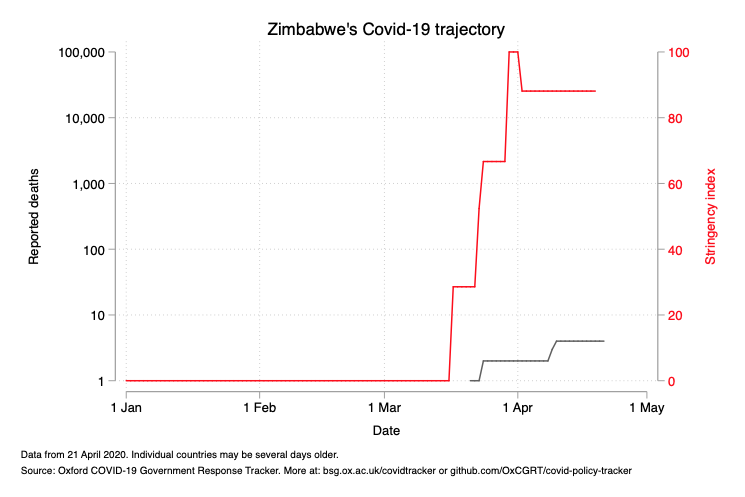 Zimbabwe's Covid-19 trajectory
100,000
10,000
1,000
100
10
1
Reported deaths
100
80
60
40
20
0
Stringency index
1 Jan
1 Feb
1 Mar
1 Apr
1 May
Date
Data from 21 April 2020. Individual countries may be several days older.
Source: Oxford COVID-19 Government Response Tracker. More at: bsg.ox.ac.uk/covidtracker or github.com/OxCGRT/covid-policy-tracker